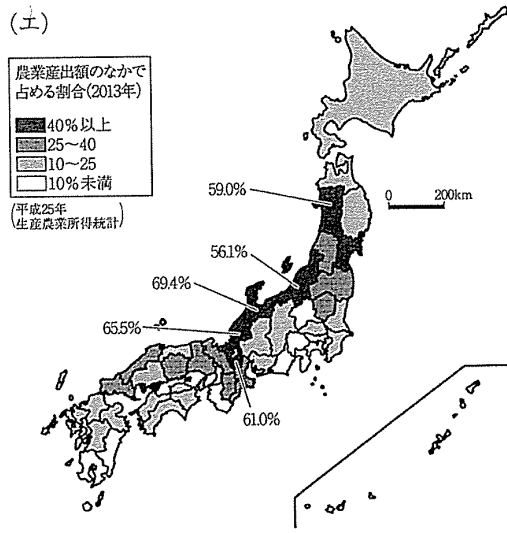 (エ)
農業産出額のなかで
占める割合(2013年)
40%以上
25〜40
10〜25
10%未満
(平成25年
生産農業所得統計)
0 200km
59.0%
56.1%
69.4%
65.5%
61.0%